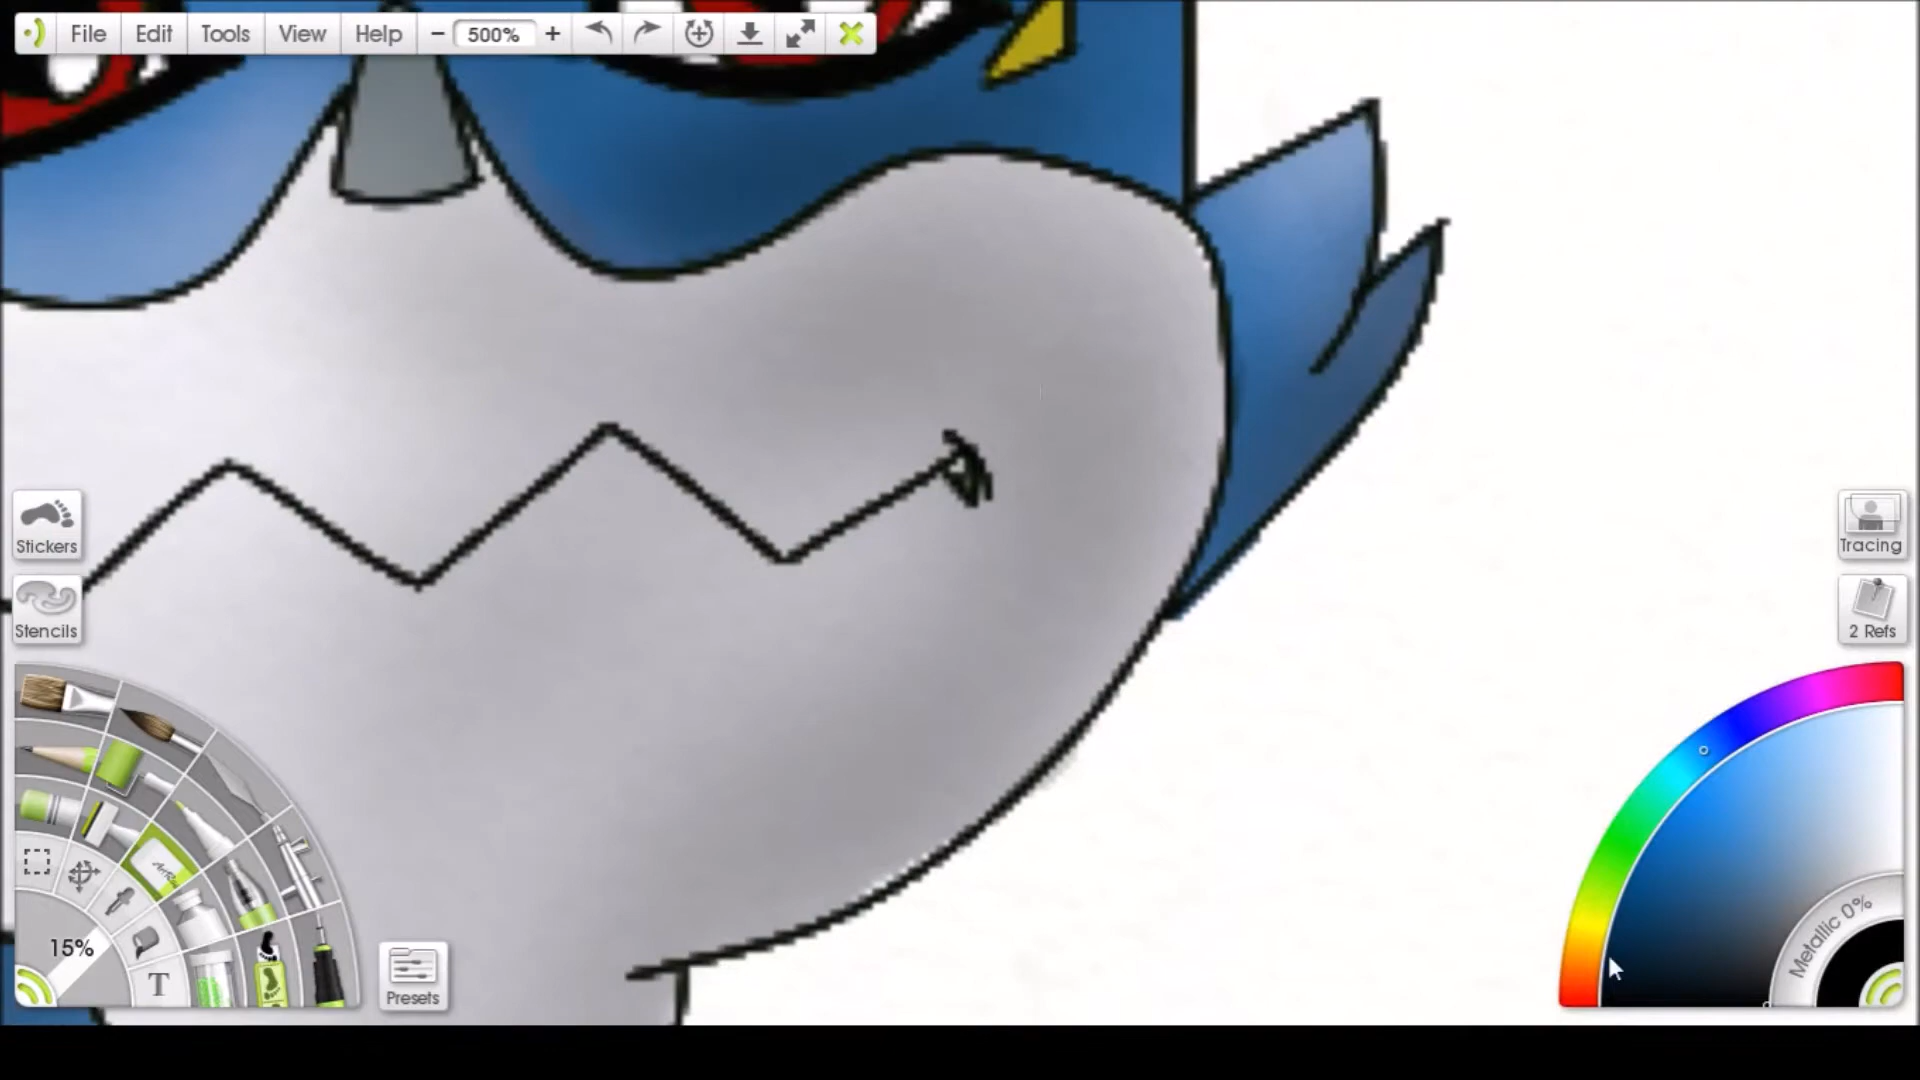 File Edit Tools View Help − 500% +
Stickers
Stencils
Tracing
2 Refs
15%
T
Presets
Metallic 0%